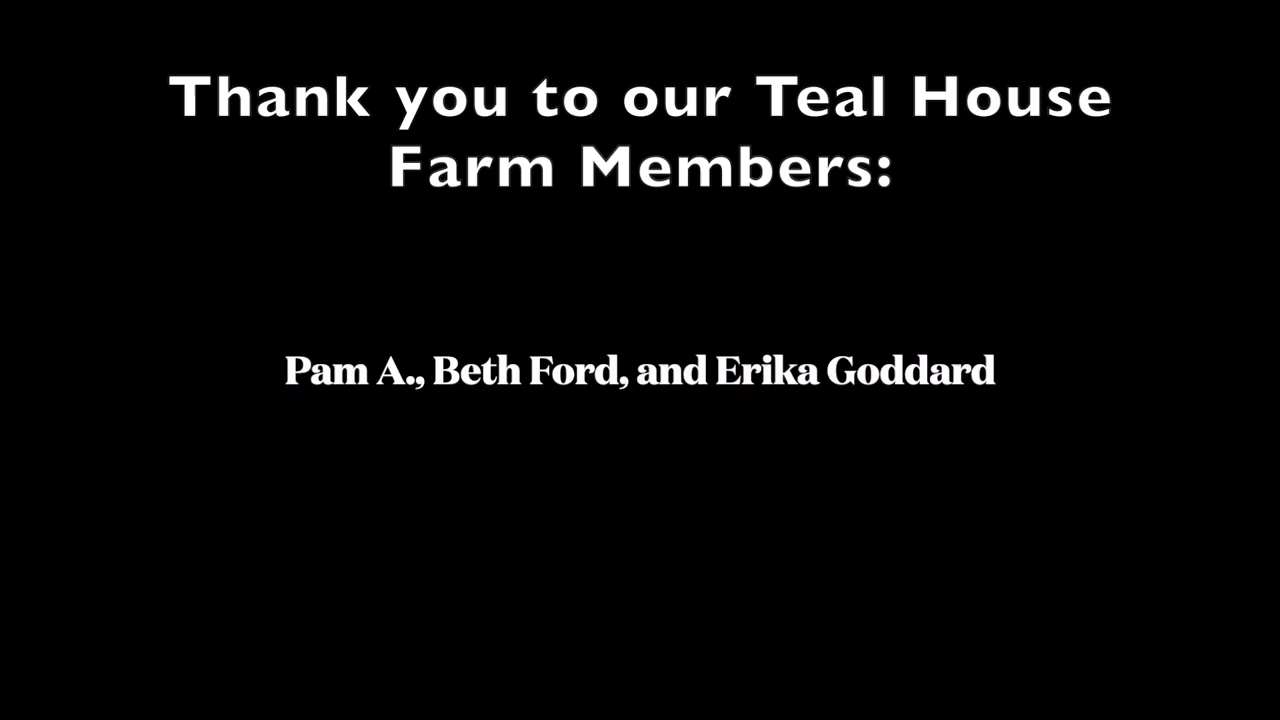 Thank you to our Teal House
Farm Members:
Pam A., Beth Ford, and Erika Goddard